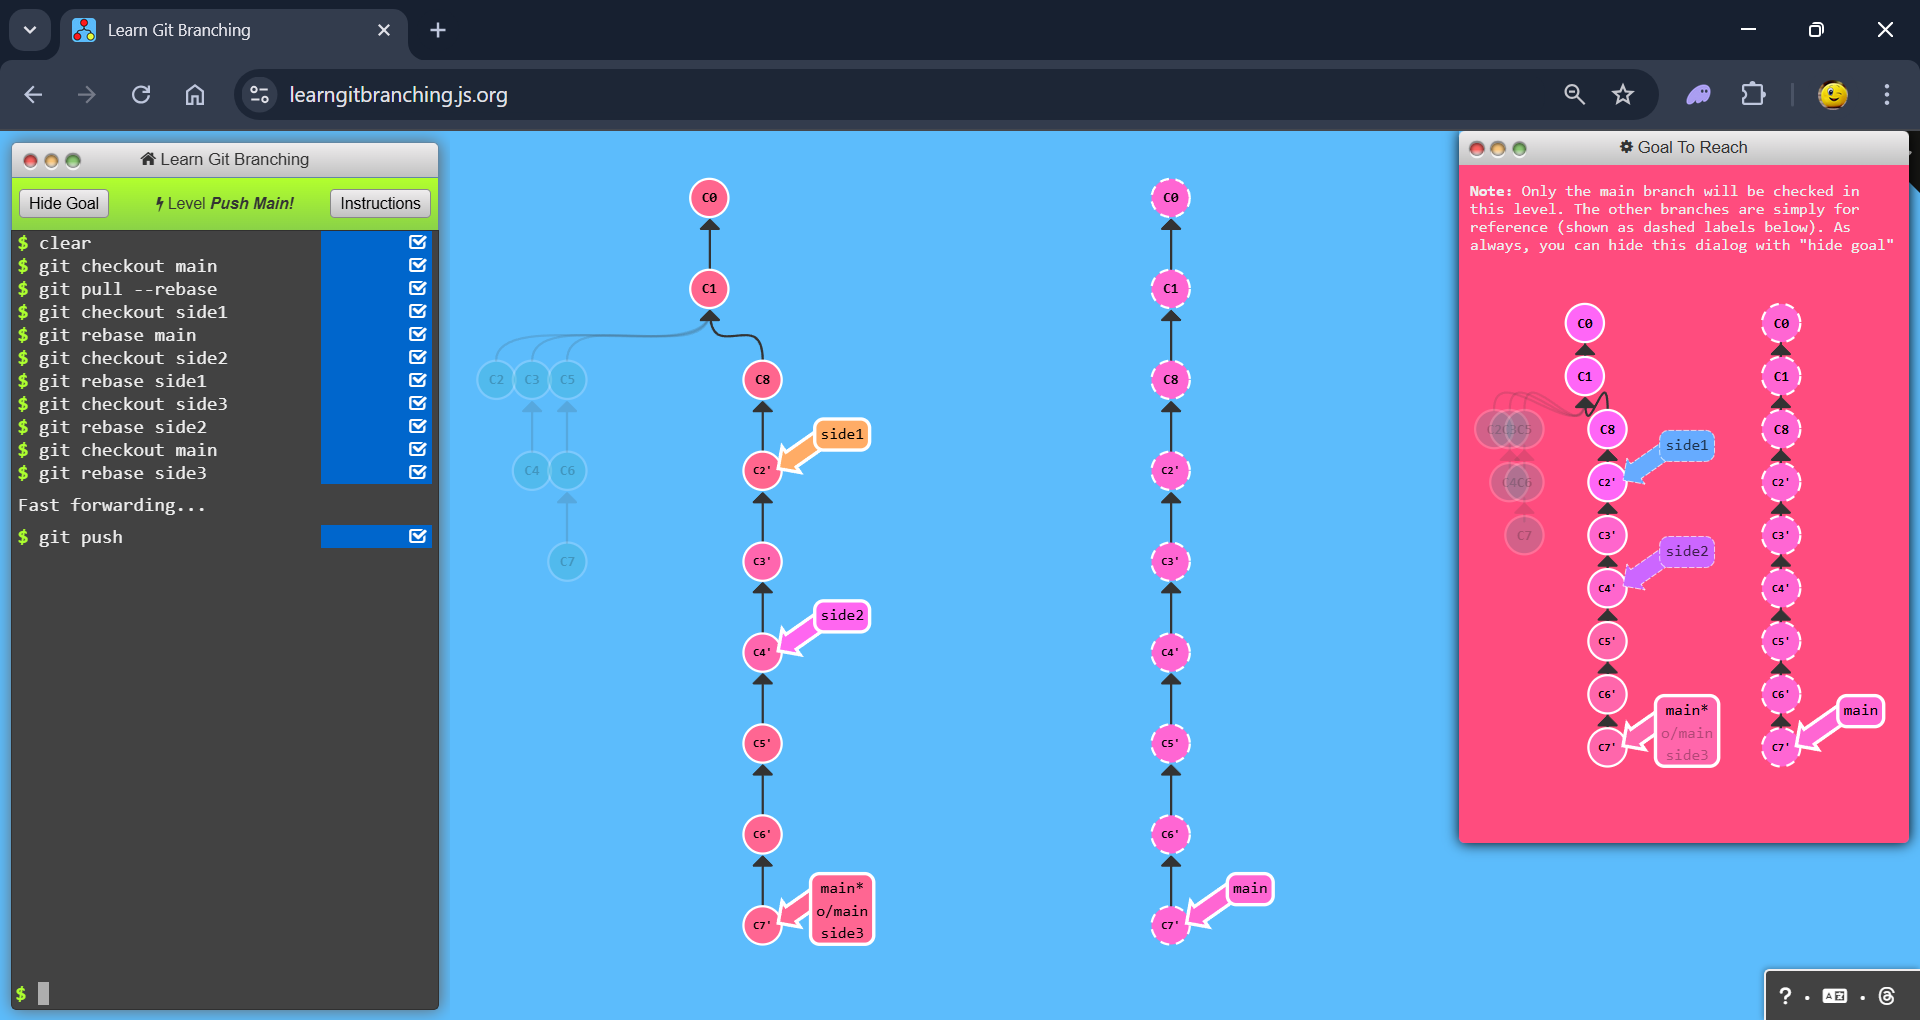 Learn Git Branching
learngitbranching.js.org
Learn Git Branching
Hide Goal
Level Push Main!
Instructions
$ clear
$ git checkout main
$ git pull --rebase
$ git checkout side1
$ git rebase main
$ git checkout side2
$ git rebase side1
$ git checkout side3
$ git rebase side2
$ git checkout main
$ git rebase side3
Fast forwarding...
$ git push
$
C0
C1
C2
C3
C5
C8
side1
C4
C6
C2'
C7
C3'
side2
C4'
C5'
C6'
main*
o/main
side3
C7'
C0
C1
C8
C2'
C3'
C4'
C5'
C6'
main
C7'
Goal To Reach
Note: Only the main branch will be checked in
this level. The other branches are simply for
reference (shown as dashed labels below). As
always, you can hide this dialog with "hide goal"
C0
C1
C2
C3
C5
C8
side1
C4
C6
C2'
C7
C3'
side2
C4'
C5'
C6'
main*
o/main
side3
C7'
C0
C1
C8
C2'
C3'
C4'
C5'
C6'
main
C7'
?